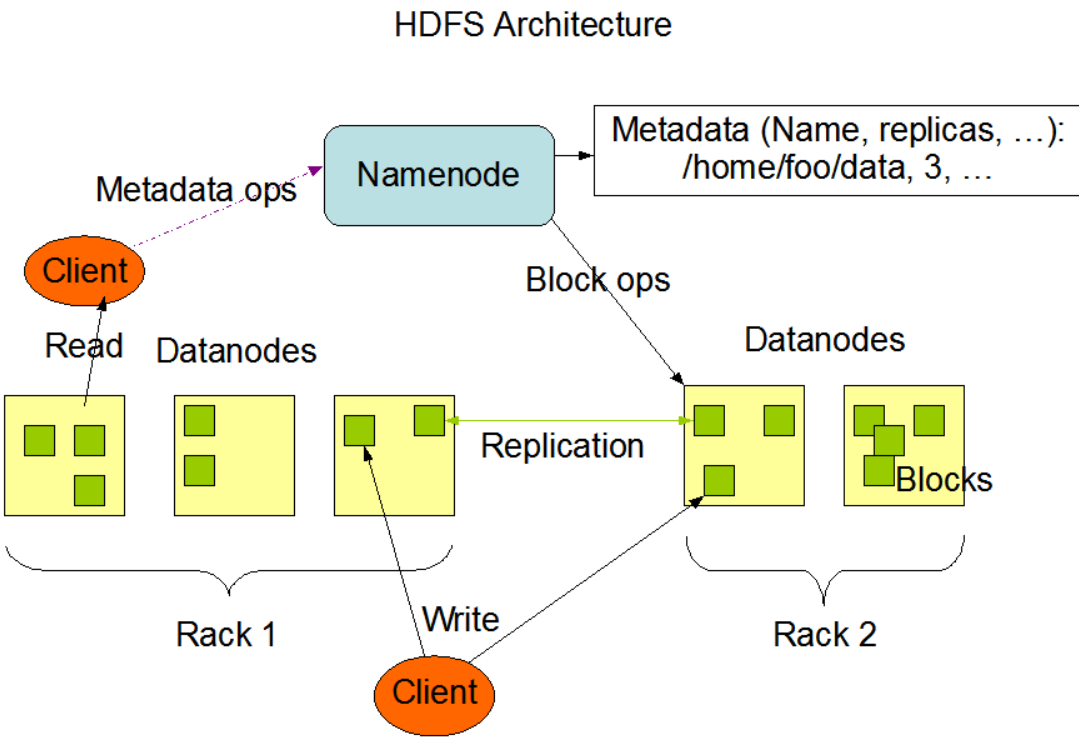 HDFS Architecture
Metadata (Name, replicas, …):
/home/foo/data, 3, …
Namenode
Metadata ops
Client
Block ops
Read
Datanodes
Datanodes
Replication
Blocks
Rack 1
Write
Rack 2
Client